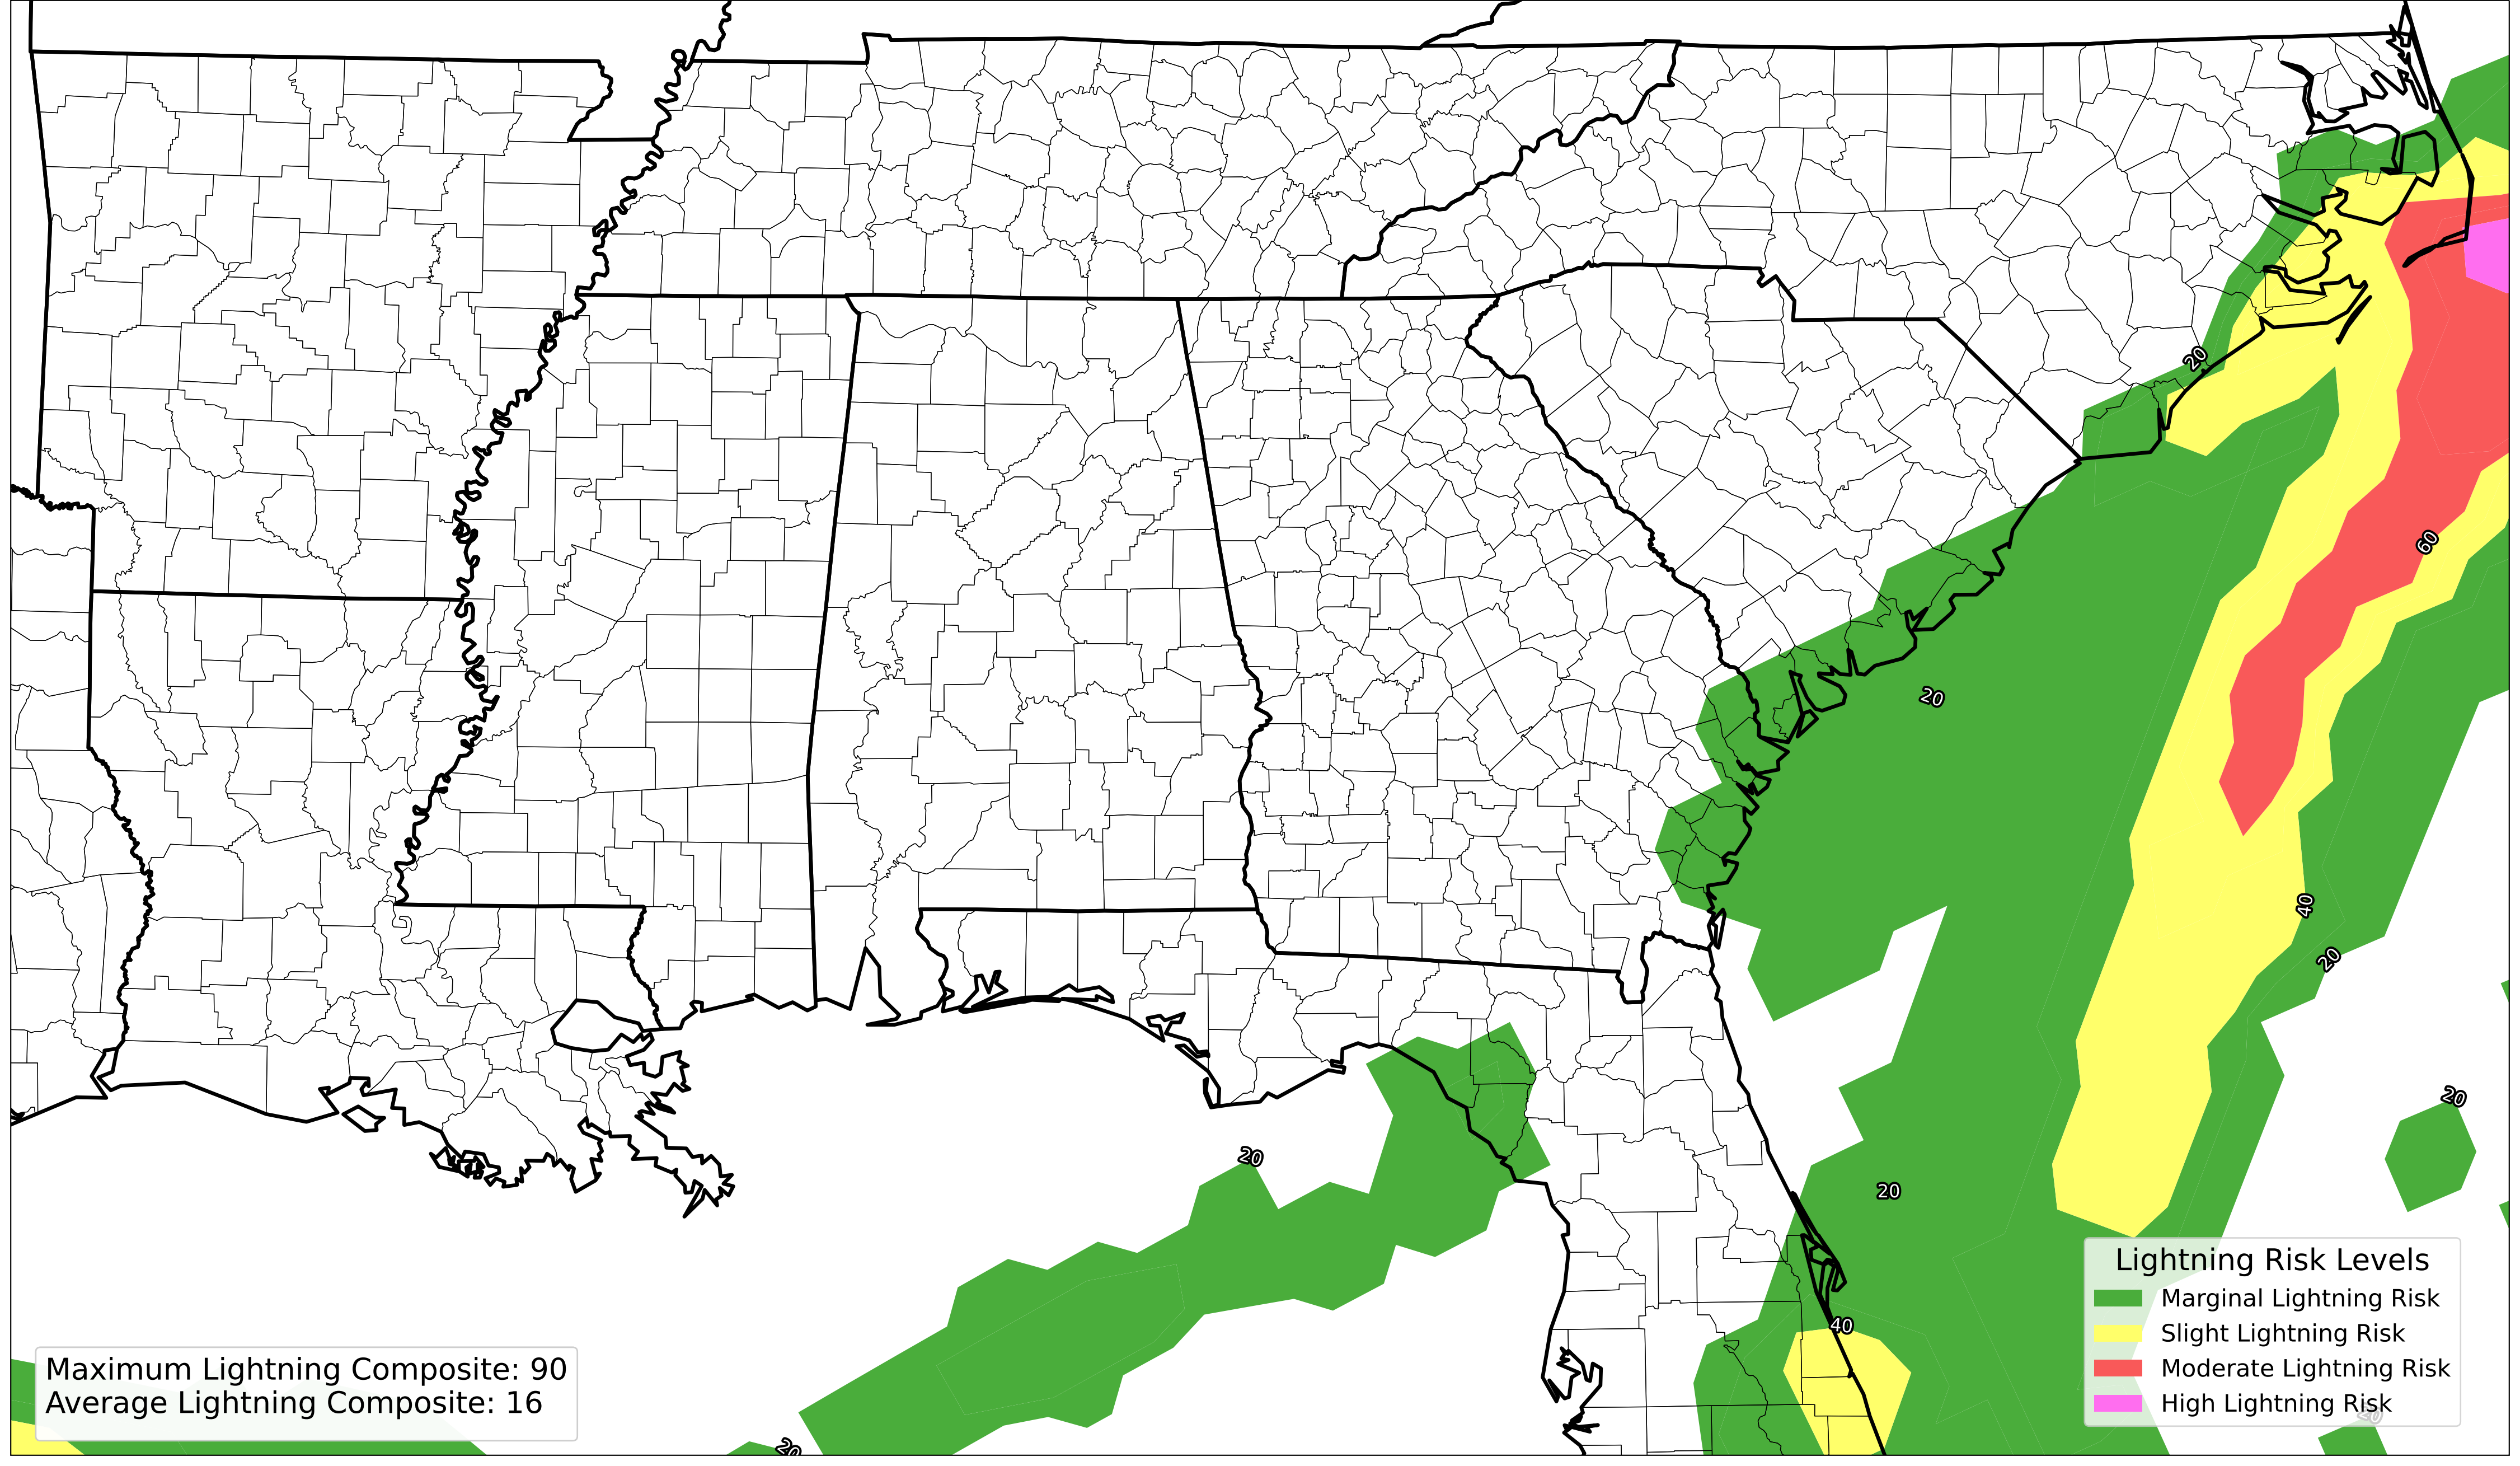 20
60
20
40
20
20
20
20
40
20
20
Lightning Risk Levels
Marginal Lightning Risk
Slight Lightning Risk
Moderate Lightning Risk
High Lightning Risk
Maximum Lightning Composite: 90
Average Lightning Composite: 16